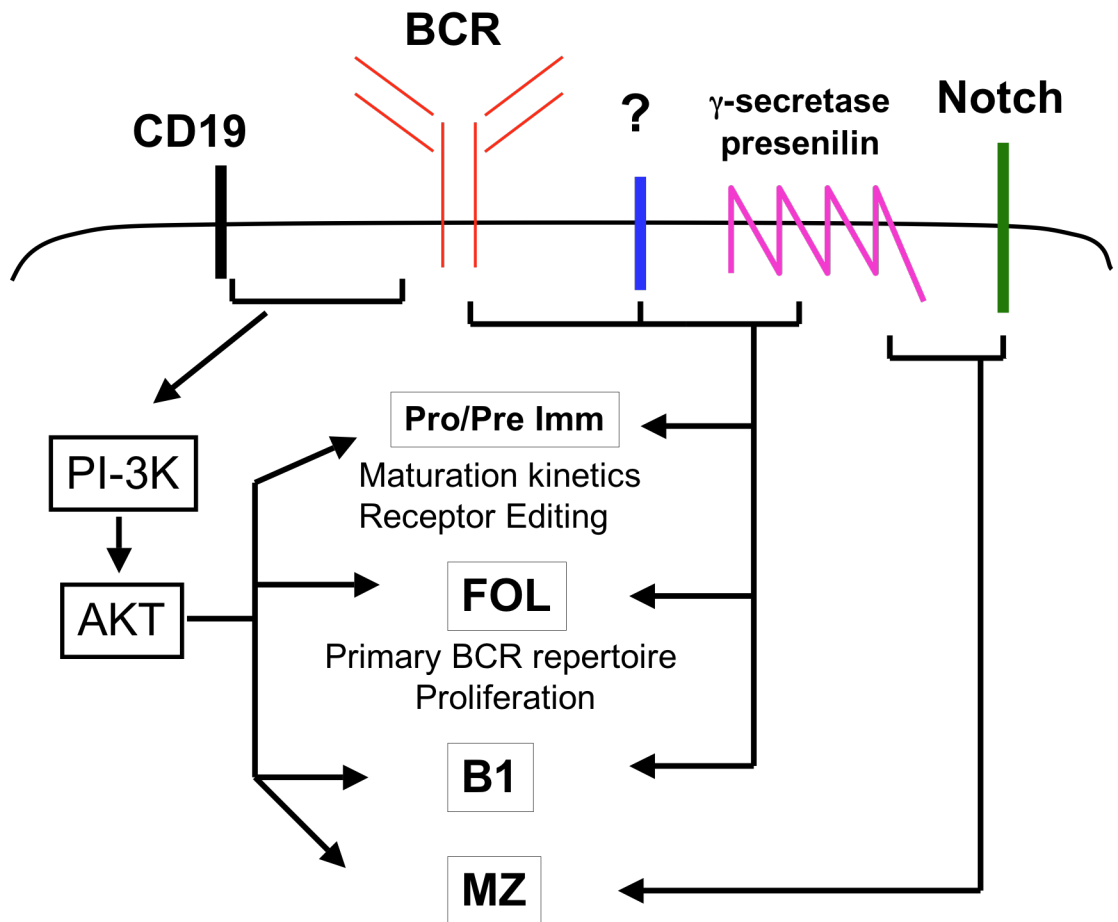 BCR
CD19
?
γ-secretase
presenilin
Notch
PI-3K
AKT
Pro/Pre Imm
Maturation kinetics
Receptor Editing
FOL
Primary BCR repertoire
Proliferation
B1
MZ